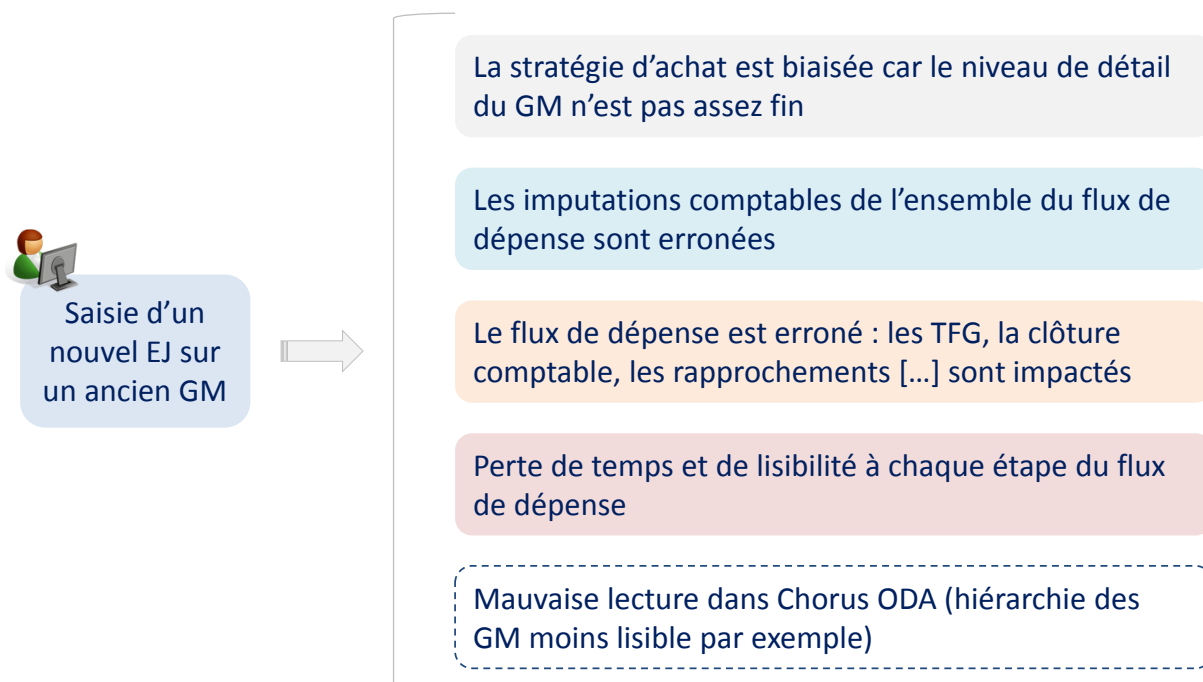 La stratégie d'achat est biaisée car le niveau de détail
du GM n'est pas assez fin
Les imputations comptables de l'ensemble du flux de
dépense sont erronées
Saisie d'un
nouvel EJ sur
un ancien GM
Le flux de dépense est erroné : les TFG, la clôture
comptable, les rapprochements […] sont impactés
Perte de temps et de lisibilité à chaque étape du flux
de dépense
Mauvaise lecture dans Chorus ODA (hiérarchie des
GM moins lisible par exemple)